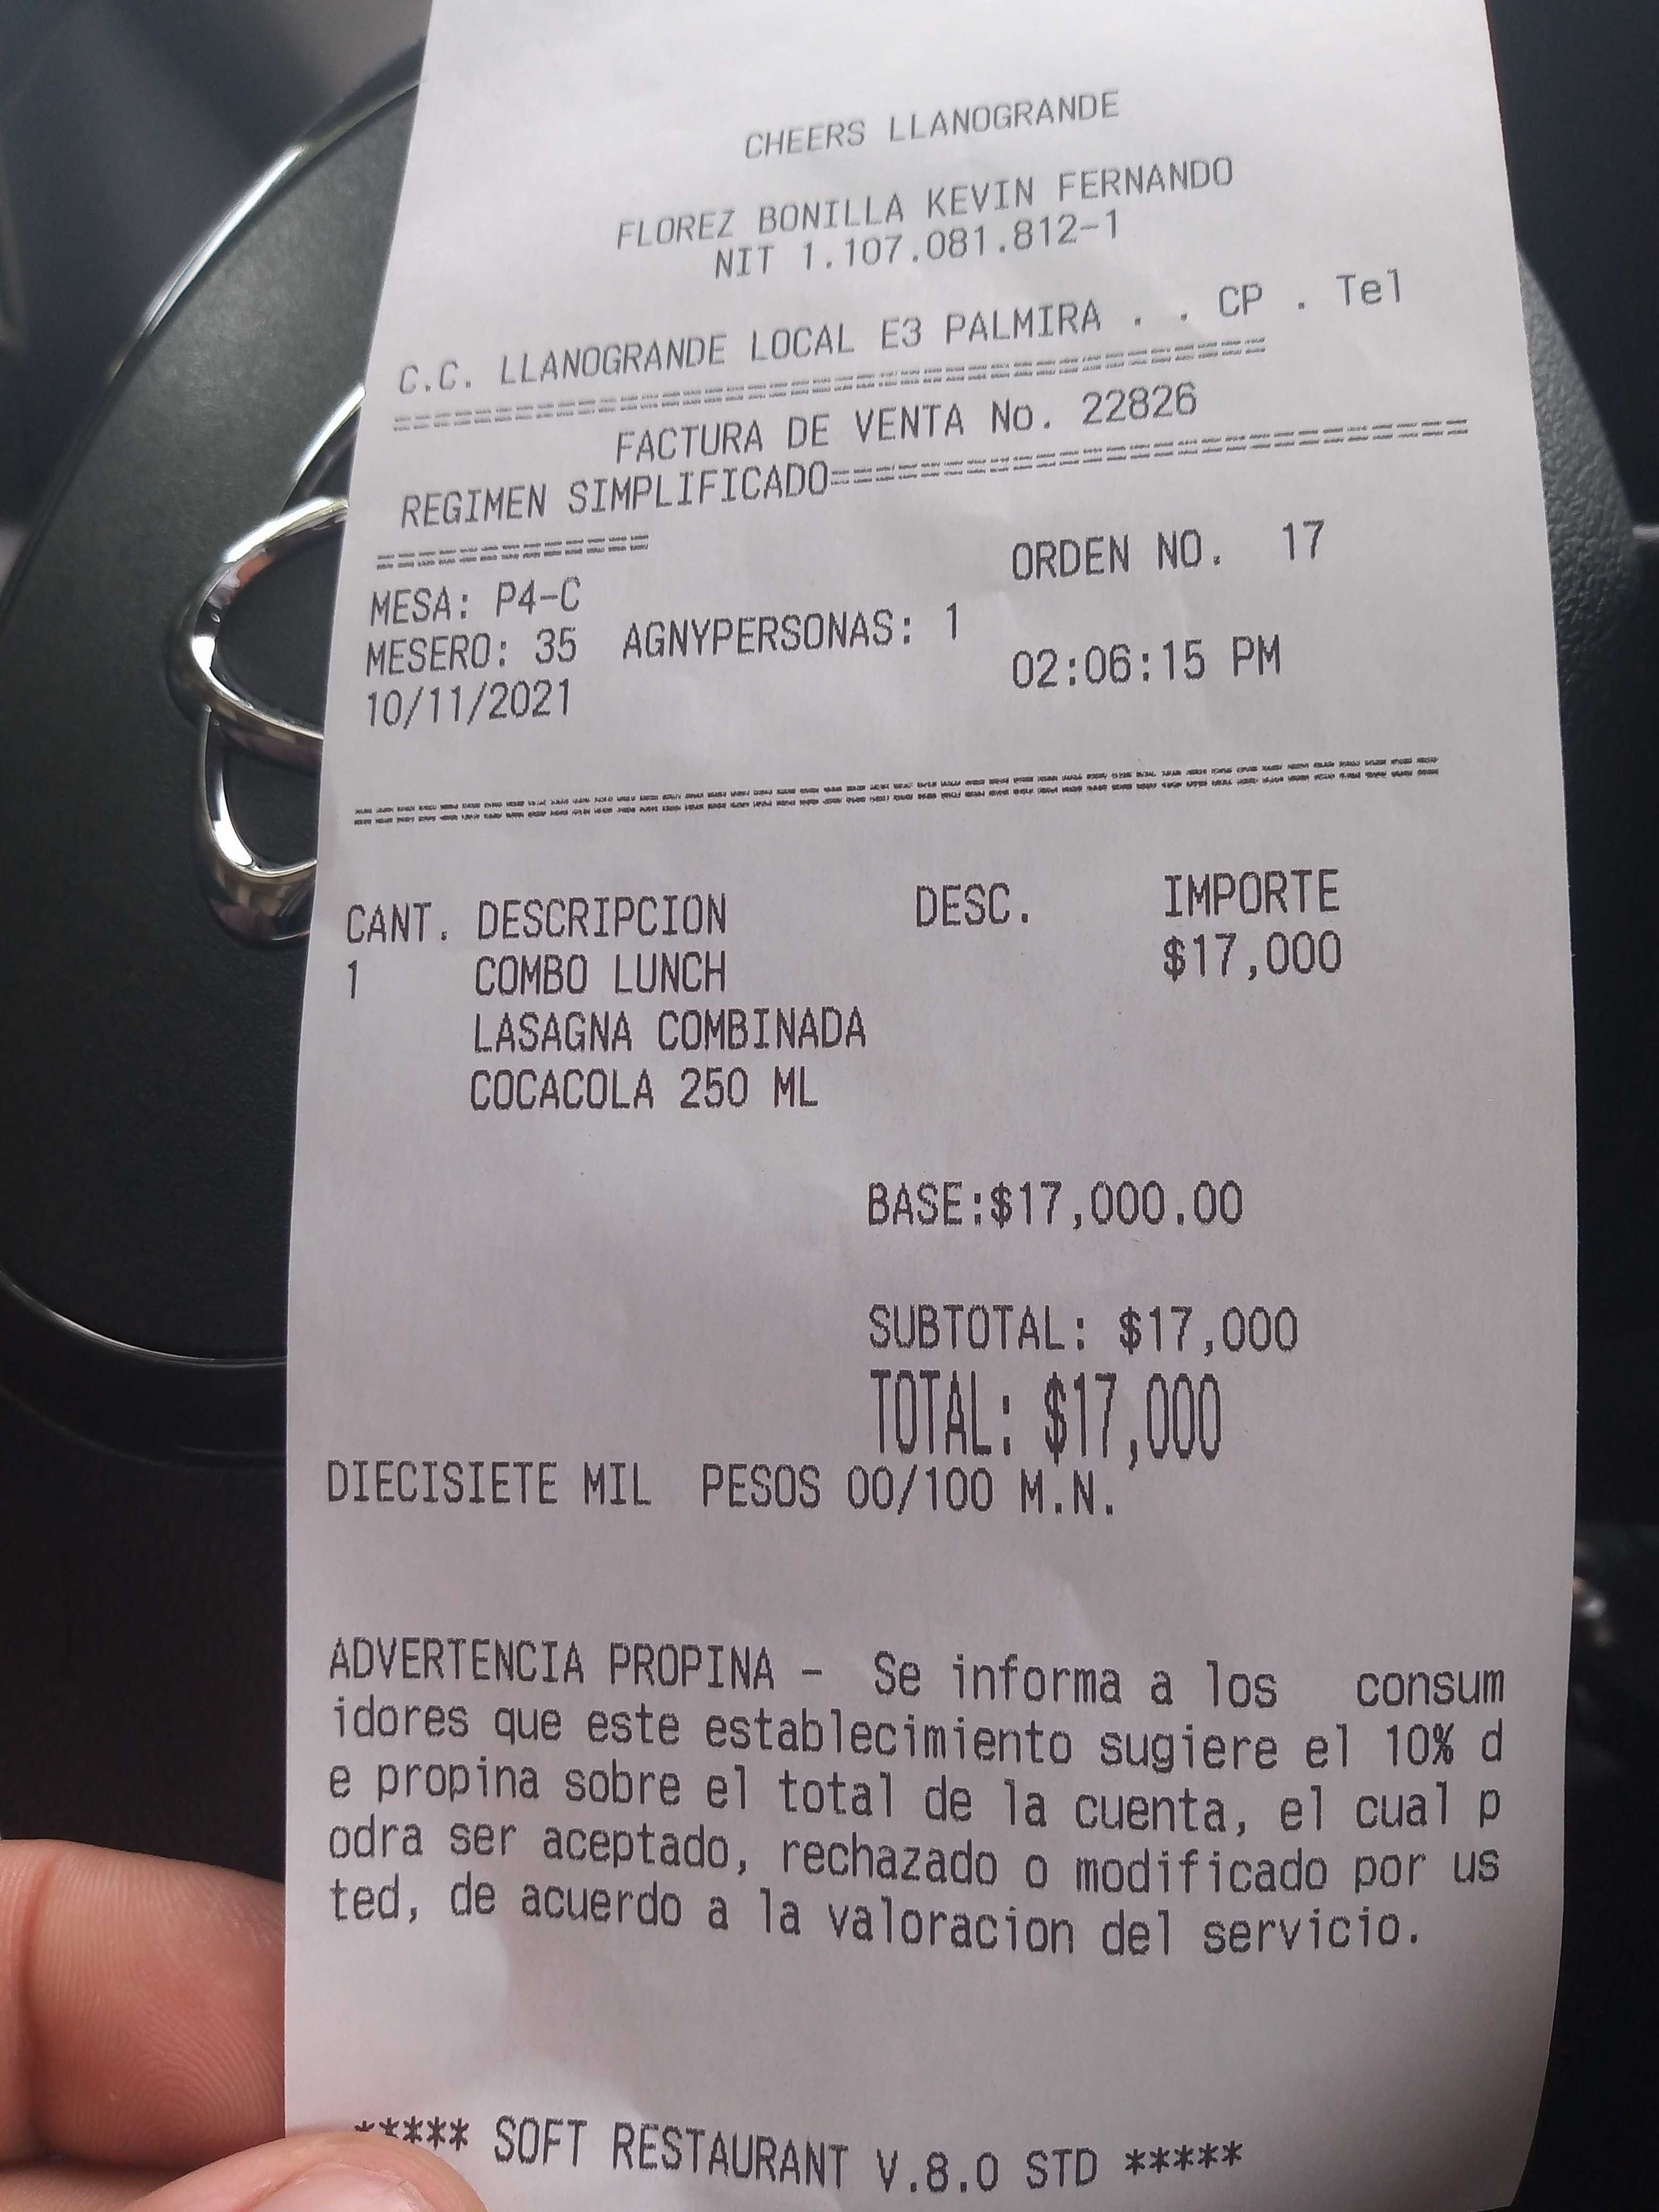 CHEERS LLANOGRANDE
FLOREZ BONILLA KEVIN FERNANDO
NIT 1.107.081.812-1
C.C. LLANOGRANDE LOCAL E3 PALMIRA . . CP . Tel
=======================================
FACTURA DE VENTA No. 22826
REGIMEN SIMPLIFICADO============================
============
ORDEN NO. 17
MESA: P4-C
MESERO: 35 AGNYPERSONAS: 1
10/11/2021 02:06:15 PM
================================================
CANT. DESCRIPCION DESC. IMPORTE
1 COMBO LUNCH $17,000
LASAGNA COMBINADA
COCACOLA 250 ML
BASE:$17,000.00
SUBTOTAL: $17,000
TOTAL: $17,000
DIECISIETE MIL PESOS 00/100 M.N.
ADVERTENCIA PROPINA - Se informa a los consum
idores que este establecimiento sugiere el 10% d
e propina sobre el total de la cuenta, el cual p
odra ser aceptado, rechazado o modificado por us
ted, de acuerdo a la valoracion del servicio.
***** SOFT RESTAURANT V.8.0 STD *****